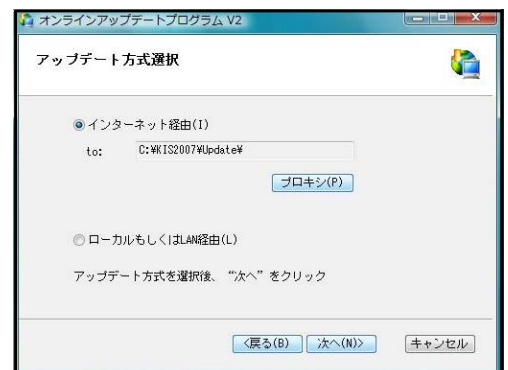 オンラインアップデートプログラム V2
アップデート方式選択
インターネット経由(I)
to: C:¥KIS2007¥Update¥
プロキシ(P)
ローカルもしくはLAN経由(L)
アップデート方式を選択後、“次へ”をクリック
<戻る(B) 次へ(N)> キャンセル